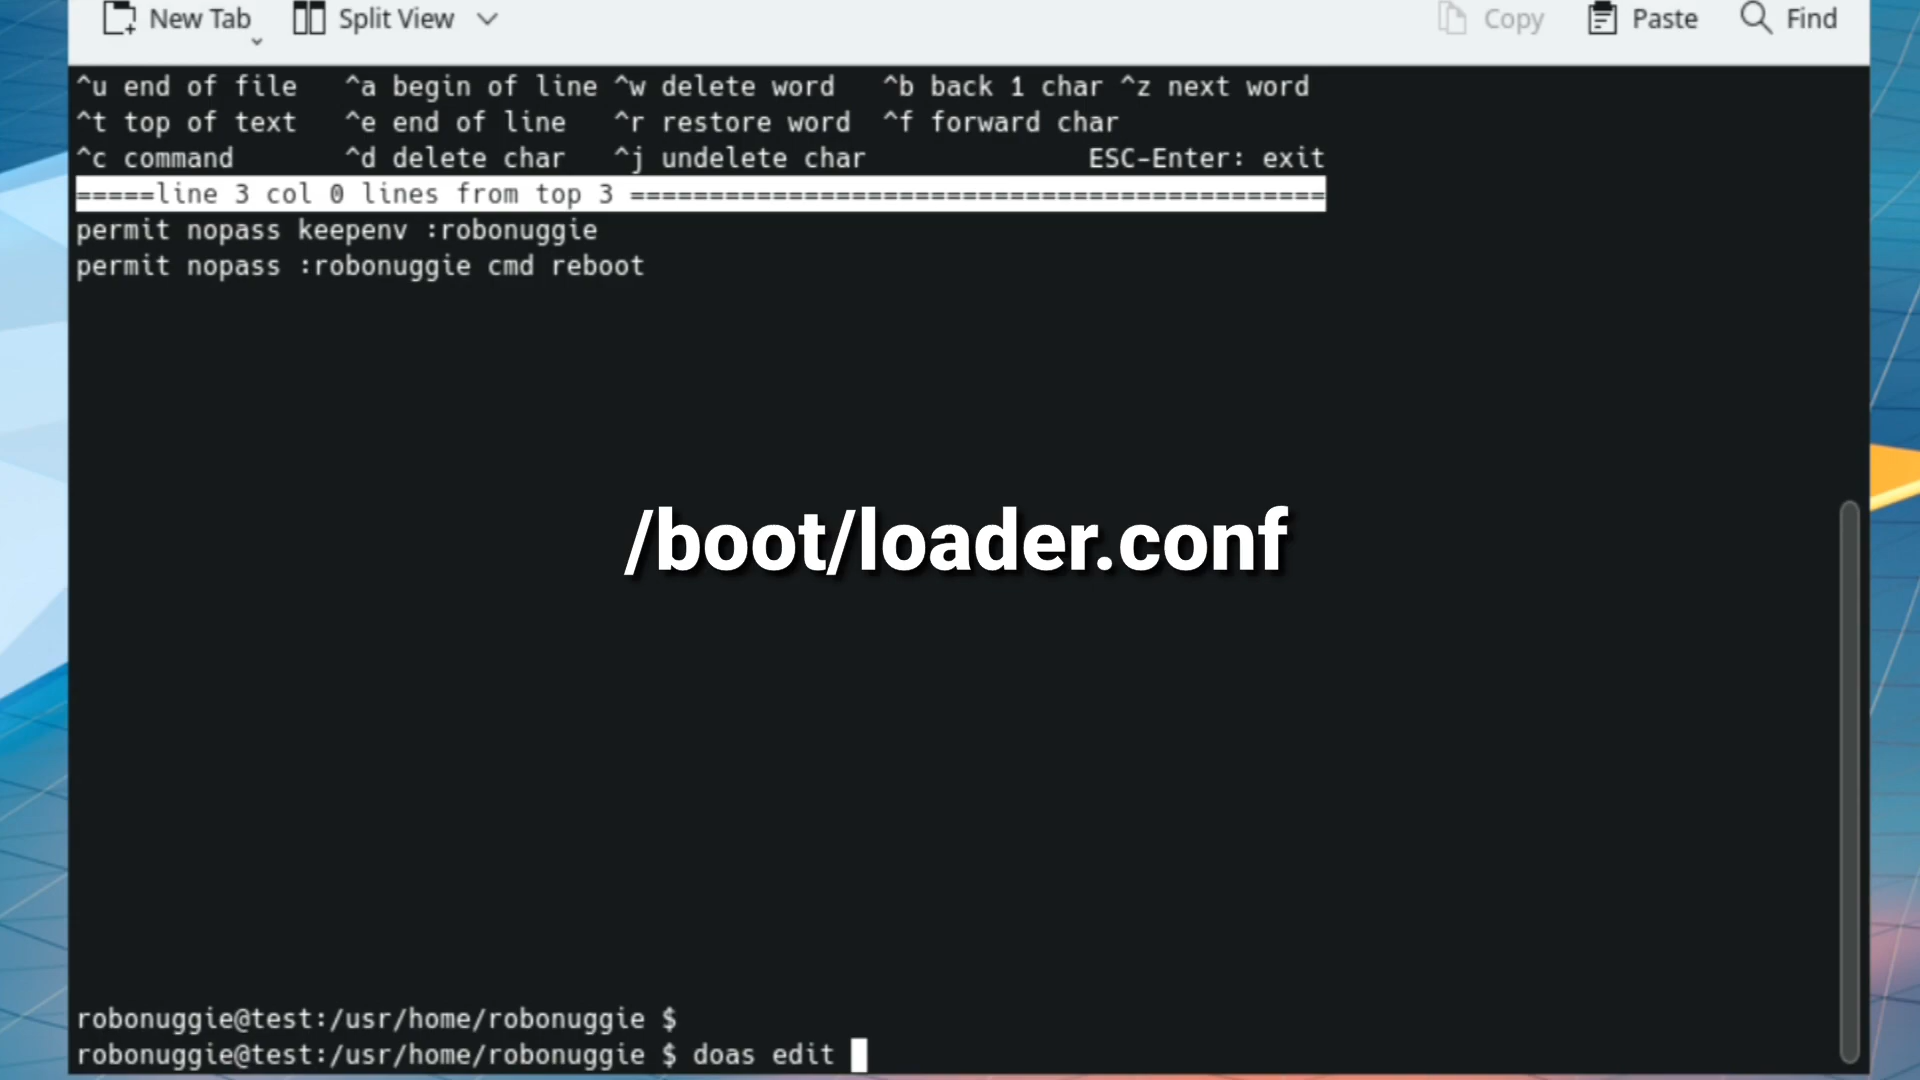 New Tab Split View Copy Paste Find
^u end of file ^a begin of line ^w delete word ^b back 1 char ^z next word
^t top of text ^e end of line ^r restore word ^f forward char
^c command ^d delete char ^j undelete char ESC-Enter: exit
=====line 3 col 0 lines from top 3 ============================================
permit nopass keepenv :robonuggie
permit nopass :robonuggie cmd reboot
/boot/loader.conf
robonuggie@test:/usr/home/robonuggie $
robonuggie@test:/usr/home/robonuggie $ doas edit